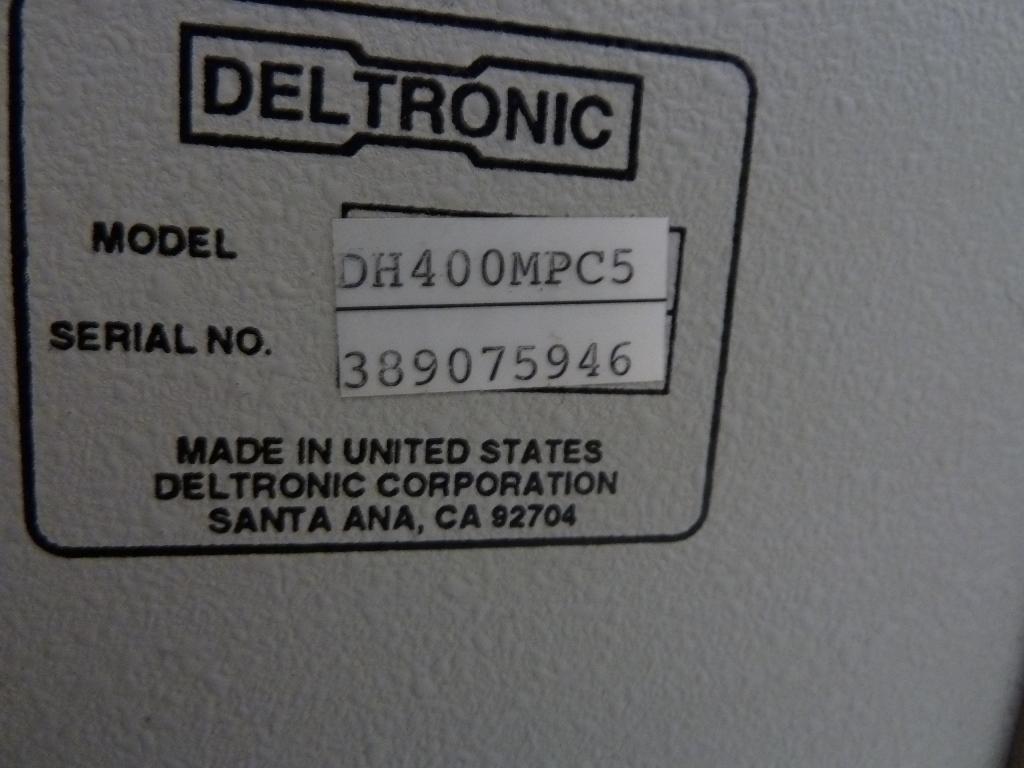 DELTRONIC
MODEL DH400MPC5
SERIAL NO. 389075946
MADE IN UNITED STATES
DELTRONIC CORPORATION
SANTA ANA, CA 92704